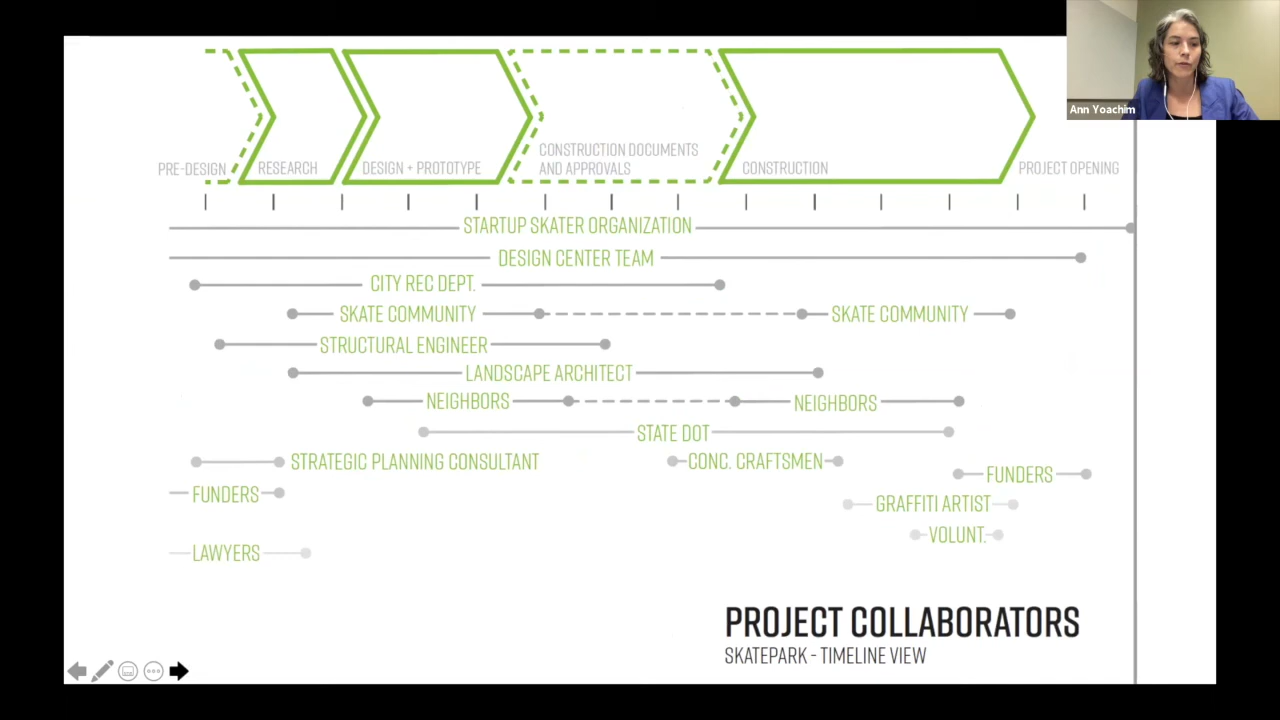 Ann Yoachim
PRE-DESIGN
RESEARCH
DESIGN + PROTOTYPE
CONSTRUCTION DOCUMENTS
AND APPROVALS
CONSTRUCTION
PROJECT OPENING
STARTUP SKATER ORGANIZATION
DESIGN CENTER TEAM
CITY REC DEPT.
SKATE COMMUNITY
SKATE COMMUNITY
STRUCTURAL ENGINEER
LANDSCAPE ARCHITECT
NEIGHBORS
NEIGHBORS
STATE DOT
STRATEGIC PLANNING CONSULTANT
CONC. CRAFTSMEN
FUNDERS
FUNDERS
GRAFFITI ARTIST
VOLUNT.
LAWYERS
PROJECT COLLABORATORS
SKATEPARK - TIMELINE VIEW